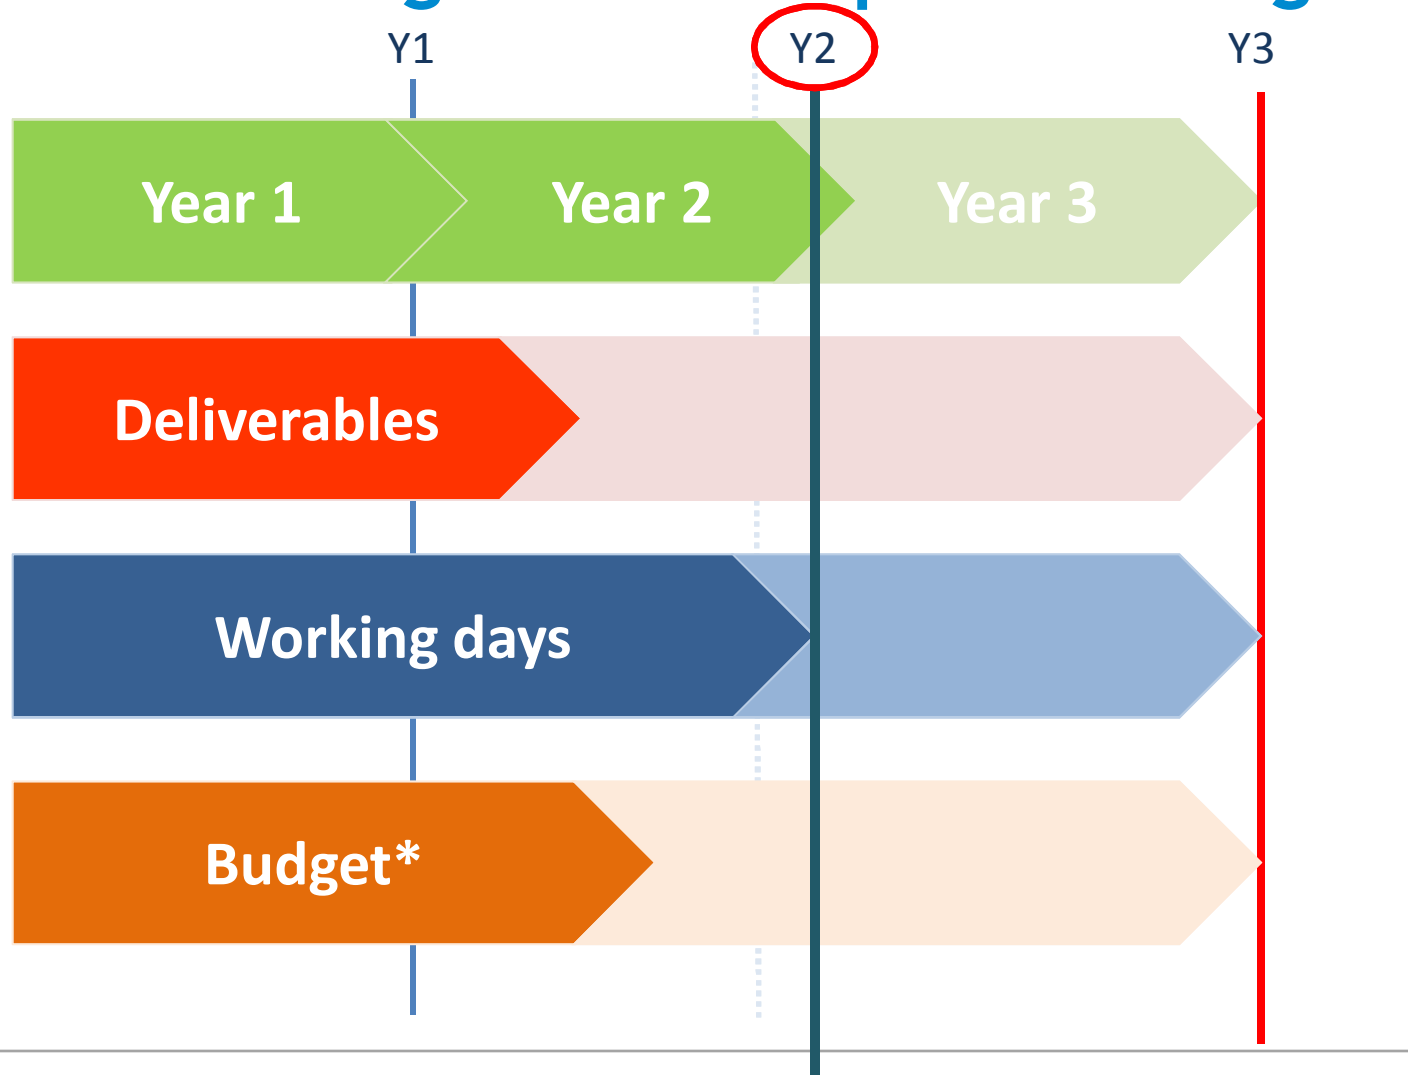 Y1 Y2 Y3
Year 1 Year 2 Year 3
Deliverables
Working days
Budget*